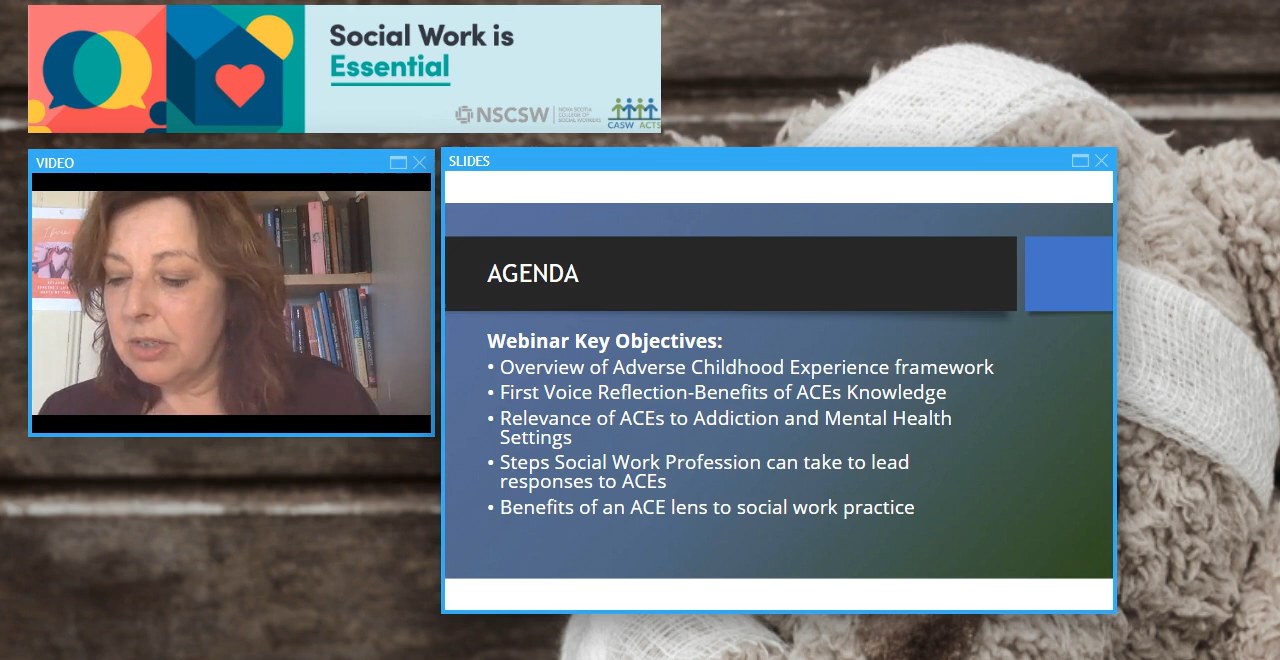 Social Work is
Essential
NSCSW
NOVA SCOTIA
COLLEGE OF
SOCIAL WORKERS
CASW ACTS
VIDEO
SLIDES
AGENDA
Webinar Key Objectives:
• Overview of Adverse Childhood Experience framework
• First Voice Reflection-Benefits of ACEs Knowledge
• Relevance of ACEs to Addiction and Mental Health
Settings
• Steps Social Work Profession can take to lead
responses to ACEs
• Benefits of an ACE lens to social work practice